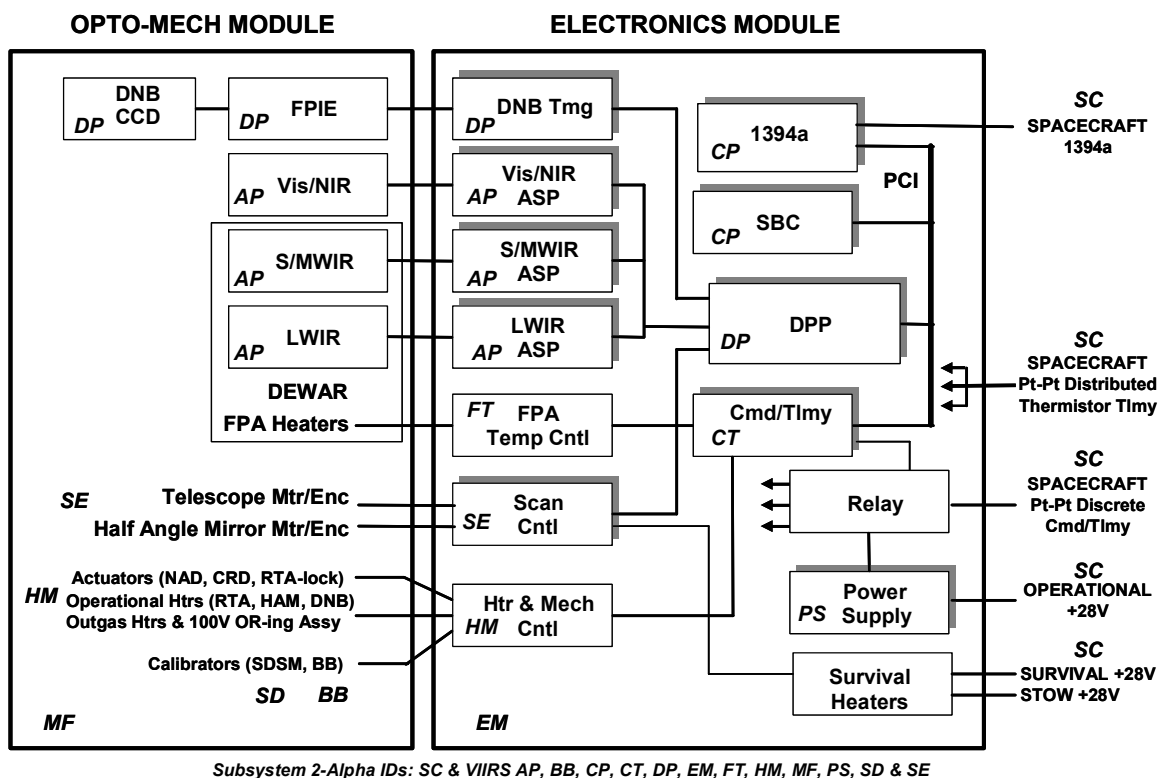 OPTO-MECH MODULE
ELECTRONICS MODULE
DNB
CCD
DP
FPIE
DP
DNB Tmg
DP
1394a
CP
SC
SPACECRAFT
1394a
Vis/NIR
AP
Vis/NIR
ASP
AP
PCI
SBC
CP
S/MWIR
AP
S/MWIR
ASP
AP
LWIR
AP
LWIR
ASP
AP
DPP
DP
DEWAR
FPA Heaters
FT
FPA
Temp Cntl
Cmd/Tlmy
CT
SC
SPACECRAFT
Pt-Pt Distributed
Thermistor Tlmy
SE
Telescope Mtr/Enc
Half Angle Mirror Mtr/Enc
Scan
Cntl
SE
Relay
SC
SPACECRAFT
Pt-Pt Discrete
Cmd/Tlmy
HM
Actuators (NAD, CRD, RTA-lock)
Operational Htrs (RTA, HAM, DNB)
Outgas Htrs & 100V OR-ing Assy
Htr & Mech
Cntl
HM
Power
Supply
PS
SC
OPERATIONAL
+28V
Calibrators (SDSM, BB)
SD
BB
Survival
Heaters
SC
SURVIVAL +28V
STOW +28V
MF
EM
Subsystem 2-Alpha IDs: SC & VIIRS AP, BB, CP, CT, DP, EM, FT, HM, MF, PS, SD & SE